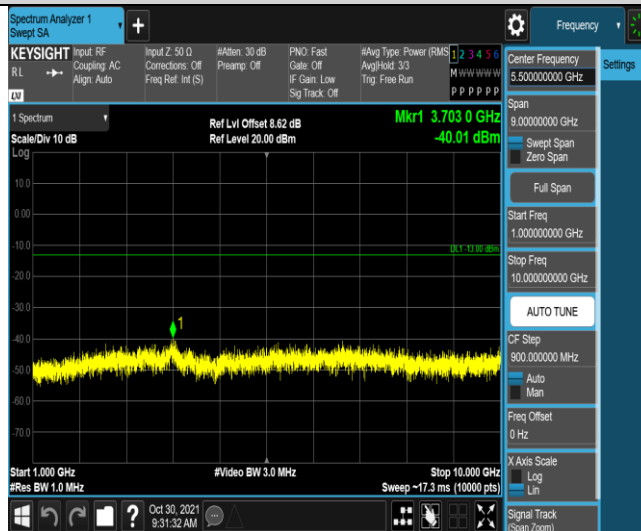 Spectrum Analyzer 1
Swept SA
Frequency
KEYSIGHT
RL
LXI
Input: RF
Coupling: AC
Align: Auto
Input Z: 50 Ω
Corrections: Off
Freq Ref: Int (S)
#Atten: 30 dB
Preamp: Off
PNO: Fast
Gate: Off
IF Gain: Low
Sig Track: Off
#Avg Type: Power (RMS
Avg|Hold: 3/3
Trig: Free Run
1 2 3 4 5 6
M W W W W W
P P P P P P
1 Spectrum
Scale/Div 10 dB
Log
Ref Lvl Offset 8.62 dB
Ref Level 20.00 dBm
Mkr1 3.703 0 GHz
-40.01 dBm
10.0
0.00
-10.0
-20.0
-30.0
-40.0
-50.0
-60.0
-70.0
DL1 -13.00 dBm
1
Start 1.000 GHz
#Res BW 1.0 MHz
#Video BW 3.0 MHz
Stop 10.000 GHz
Sweep ~17.3 ms (10000 pts)
Oct 30, 2021
9:31:32 AM
Center Frequency
5.500000000 GHz
Settings
Span
9.00000000 GHz
Swept Span
Zero Span
Full Span
Start Freq
1.000000000 GHz
Stop Freq
10.000000000 GHz
AUTO TUNE
CF Step
900.000000 MHz
Auto
Man
Freq Offset
0 Hz
X Axis Scale
Log
Lin
Signal Track
(Span Zoom)